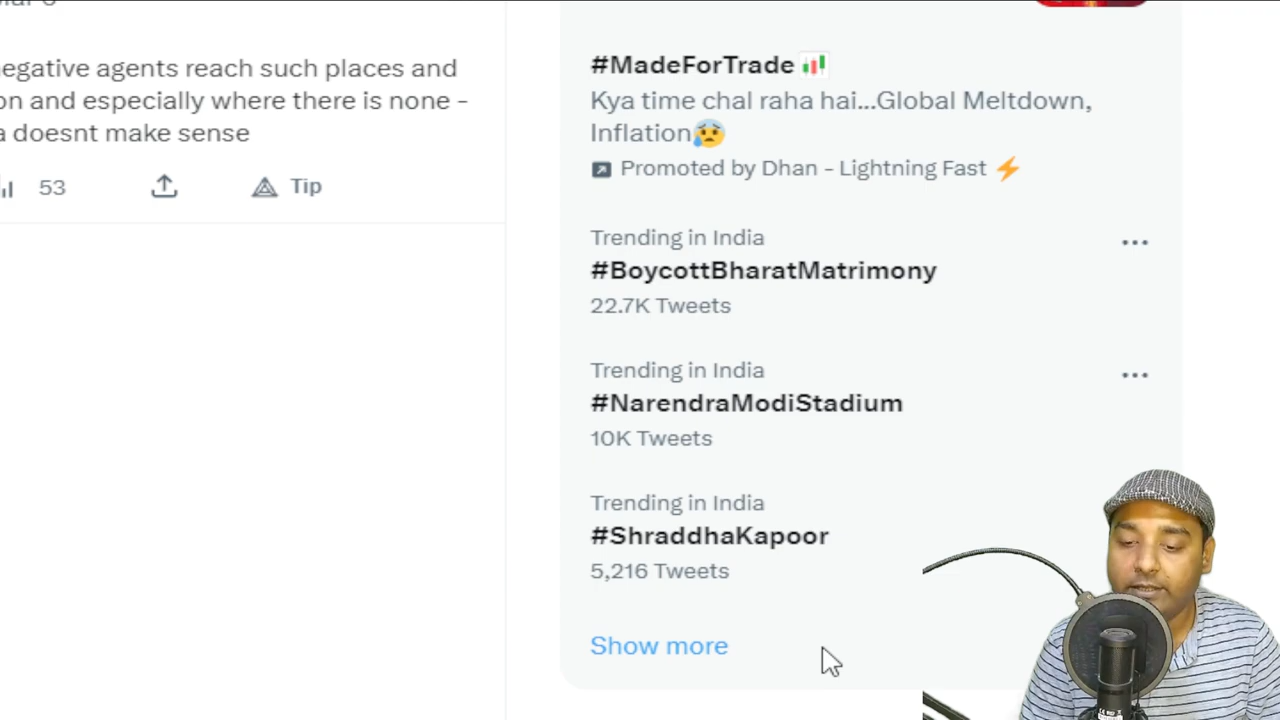 negative agents reach such places and
on and especially where there is none -
a doesnt make sense
53
Tip
#MadeForTrade
Kya time chal raha hai...Global Meltdown,
Inflation😰
Promoted by Dhan - Lightning Fast ⚡
Trending in India
#BoycottBharatMatrimony
22.7K Tweets
Trending in India
#NarendraModiStadium
10K Tweets
Trending in India
#ShraddhaKapoor
5,216 Tweets
Show more